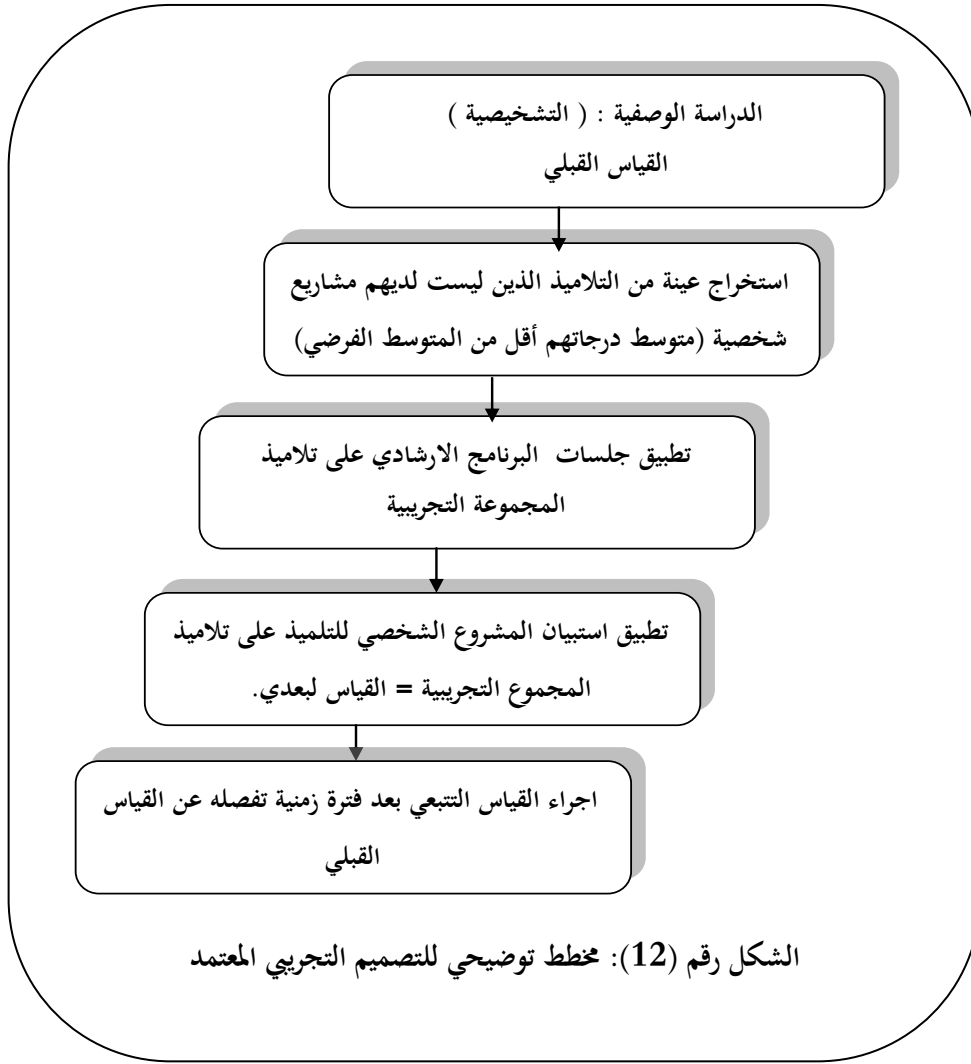 الدراسة الوصفية : ( التشخيصية )
القياس القبلي
استخراج عينة من التلاميذ الذين ليست لديهم مشاريع
شخصية (متوسط درجاتهم أقل من المتوسط الفرضي)
تطبيق جلسات البرنامج الارشادي على تلاميذ
المجموعة التجريبية
تطبيق استبيان المشروع الشخصي للتلميذ على تلاميذ
المجموع التجريبية = القياس لبعدي.
اجراء القياس التتبعي بعد فترة زمنية تفصله عن القياس
القبلي
الشكل رقم (12): مخطط توضيحي للتصميم التجريبي المعتمد